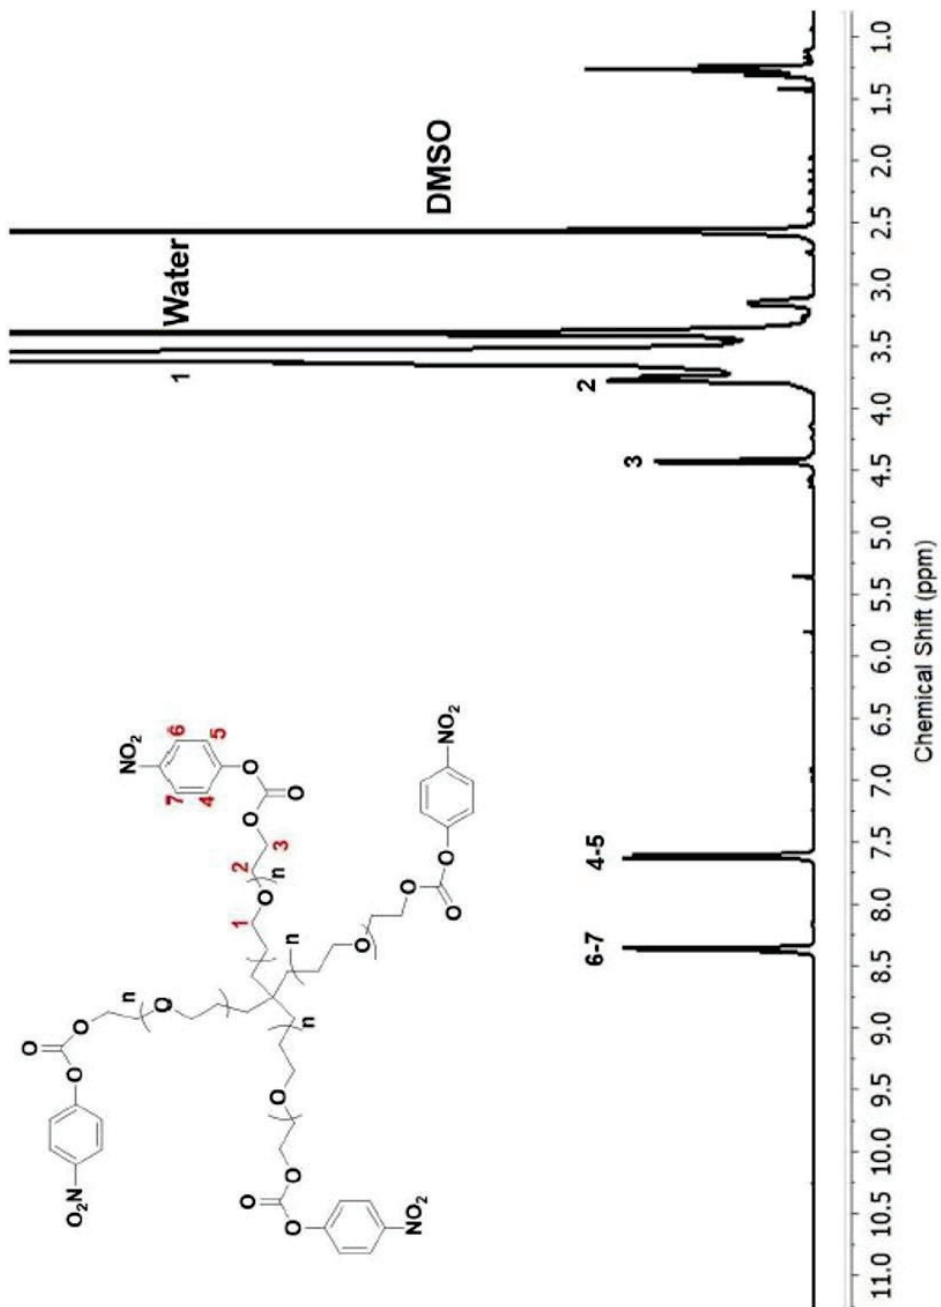 O
O₂N
O
O
n
O
NO₂
7
6
4
5
O
O
O
2
3
n
O
1
n
O
O
O
O
n
NO₂
O
O
O
O
NO₂
1
Water
DMSO
6-7
4-5
3
2
11.0 10.5 10.0 9.5 9.0 8.5 8.0 7.5 7.0 6.5 6.0 5.5 5.0 4.5 4.0 3.5 3.0 2.5 2.0 1.5 1.0
Chemical Shift (ppm)